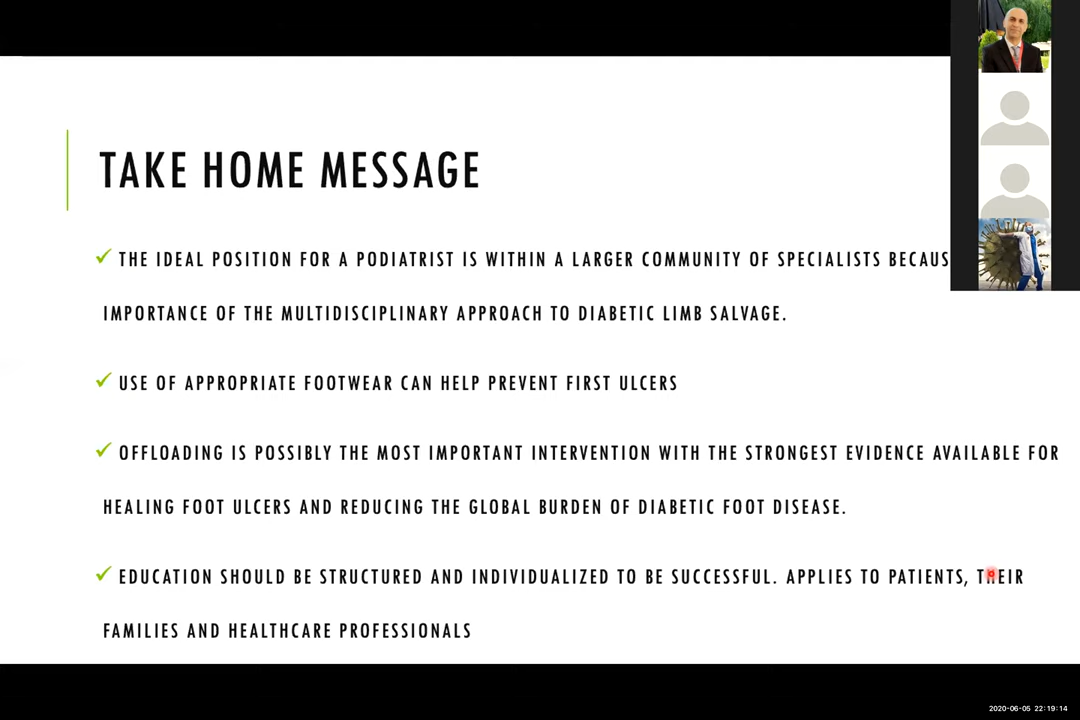 TAKE HOME MESSAGE
✓ THE IDEAL POSITION FOR A PODIATRIST IS WITHIN A LARGER COMMUNITY OF SPECIALISTS
IMPORTANCE OF THE MULTIDISCIPLINARY APPROACH TO DIABETIC LIMB SALVAGE.
✓ USE OF APPROPRIATE FOOTWEAR CAN HELP PREVENT FIRST ULCERS
✓ OFFLOADING IS POSSIBLY THE MOST IMPORTANT INTERVENTION WITH THE STRONGEST EVIDENCE AVAILABLE FOR
HEALING FOOT ULCERS AND REDUCING THE GLOBAL BURDEN OF DIABETIC FOOT DISEASE.
✓ EDUCATION SHOULD BE STRUCTURED AND INDIVIDUALIZED TO BE SUCCESSFUL. APPLIES TO PATIENTS, THEIR
FAMILIES AND HEALTHCARE PROFESSIONALS
2020-06-05 22:19:14